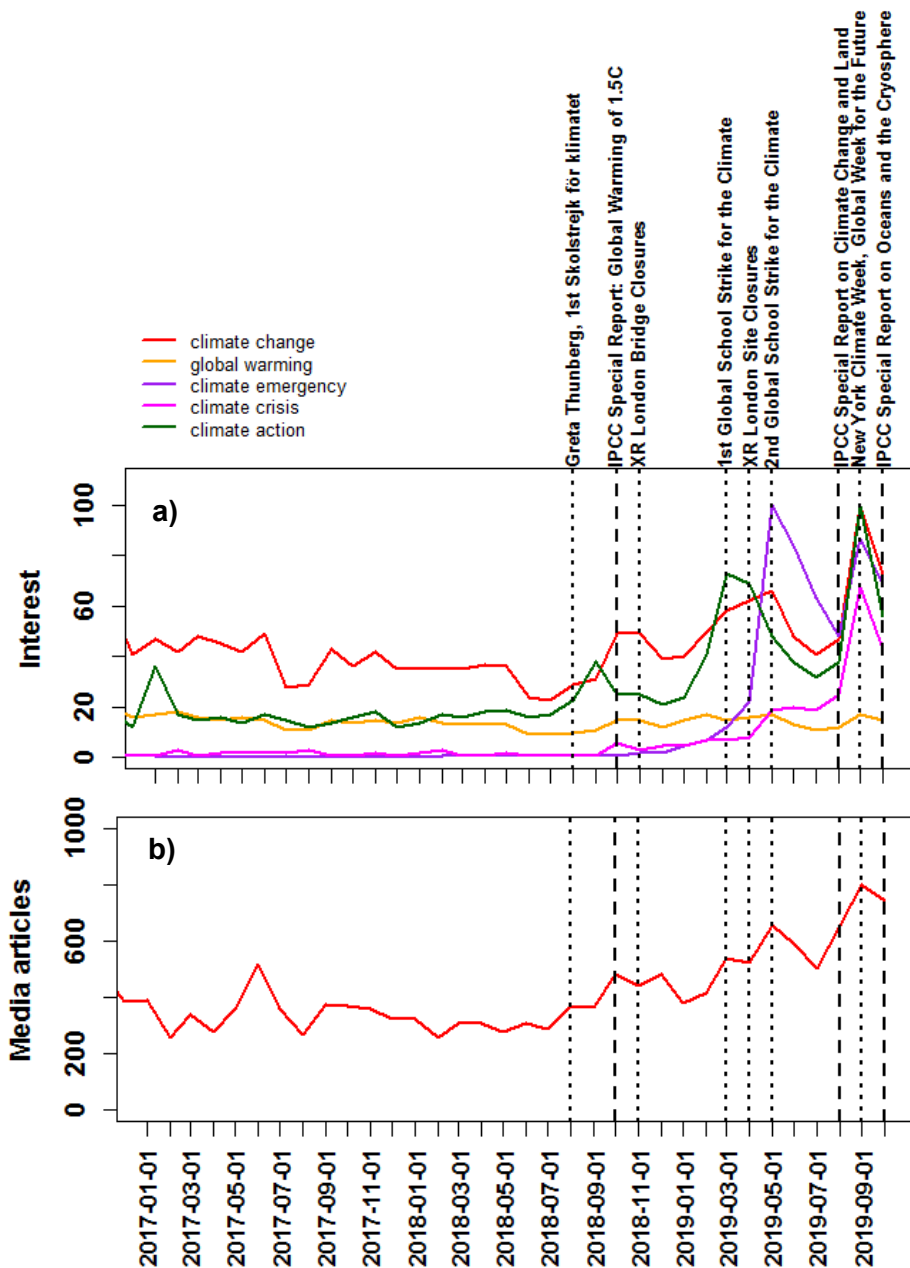 Greta Thunberg, 1st Skolstrejk för klimatet
IPCC Special Report: Global Warming of 1.5C
XR London Bridge Closures
1st Global School Strike for the Climate
XR London Site Closures
2nd Global School Strike for the Climate
IPCC Special Report on Climate Change and Land
New York Climate Week, Global Week for the Future
IPCC Special Report on Oceans and the Cryosphere
climate change
global warming
climate emergency
climate crisis
climate action
a)
Interest
100
60
20
0
b)
Media articles
1000
600
200
0
2017-01-01
2017-03-01
2017-05-01
2017-07-01
2017-09-01
2017-11-01
2018-01-01
2018-03-01
2018-05-01
2018-07-01
2018-09-01
2018-11-01
2019-01-01
2019-03-01
2019-05-01
2019-07-01
2019-09-01